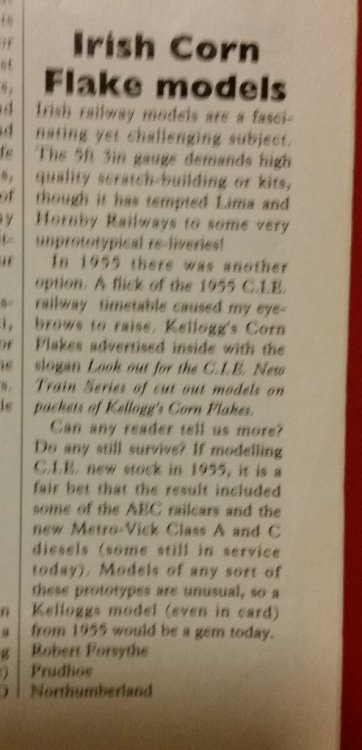 Irish Corn
Flake models
Irish railway models are a fasci-
nating yet challenging subject.
The 5ft 3in gauge demands high
quality scratch-building or kits,
though it has tempted Lima and
Hornby Railways to some very
unprototypical re-liveries!
In 1955 there was another
option. A flick of the 1955 C.I.E.
railway timetable caused my eye-
brows to raise. Kellogg's Corn
Flakes advertised inside with the
slogan Look out for the C.I.E. New
Train Series of cut out models on
packets of Kellogg's Corn Flakes.
Can any reader tell us more?
Do any still survive? If modelling
C.I.E. new stock in 1955, it is a
fair bet that the result included
some of the AEC railcars and the
new Metro-Vick Class A and C
diesels (some still in service
today). Models of any sort of
these prototypes are unusual, so a
Kelloggs model (even in card)
from 1955 would be a gem today.
Robert Forsythe
Prudhoe
Northumberland